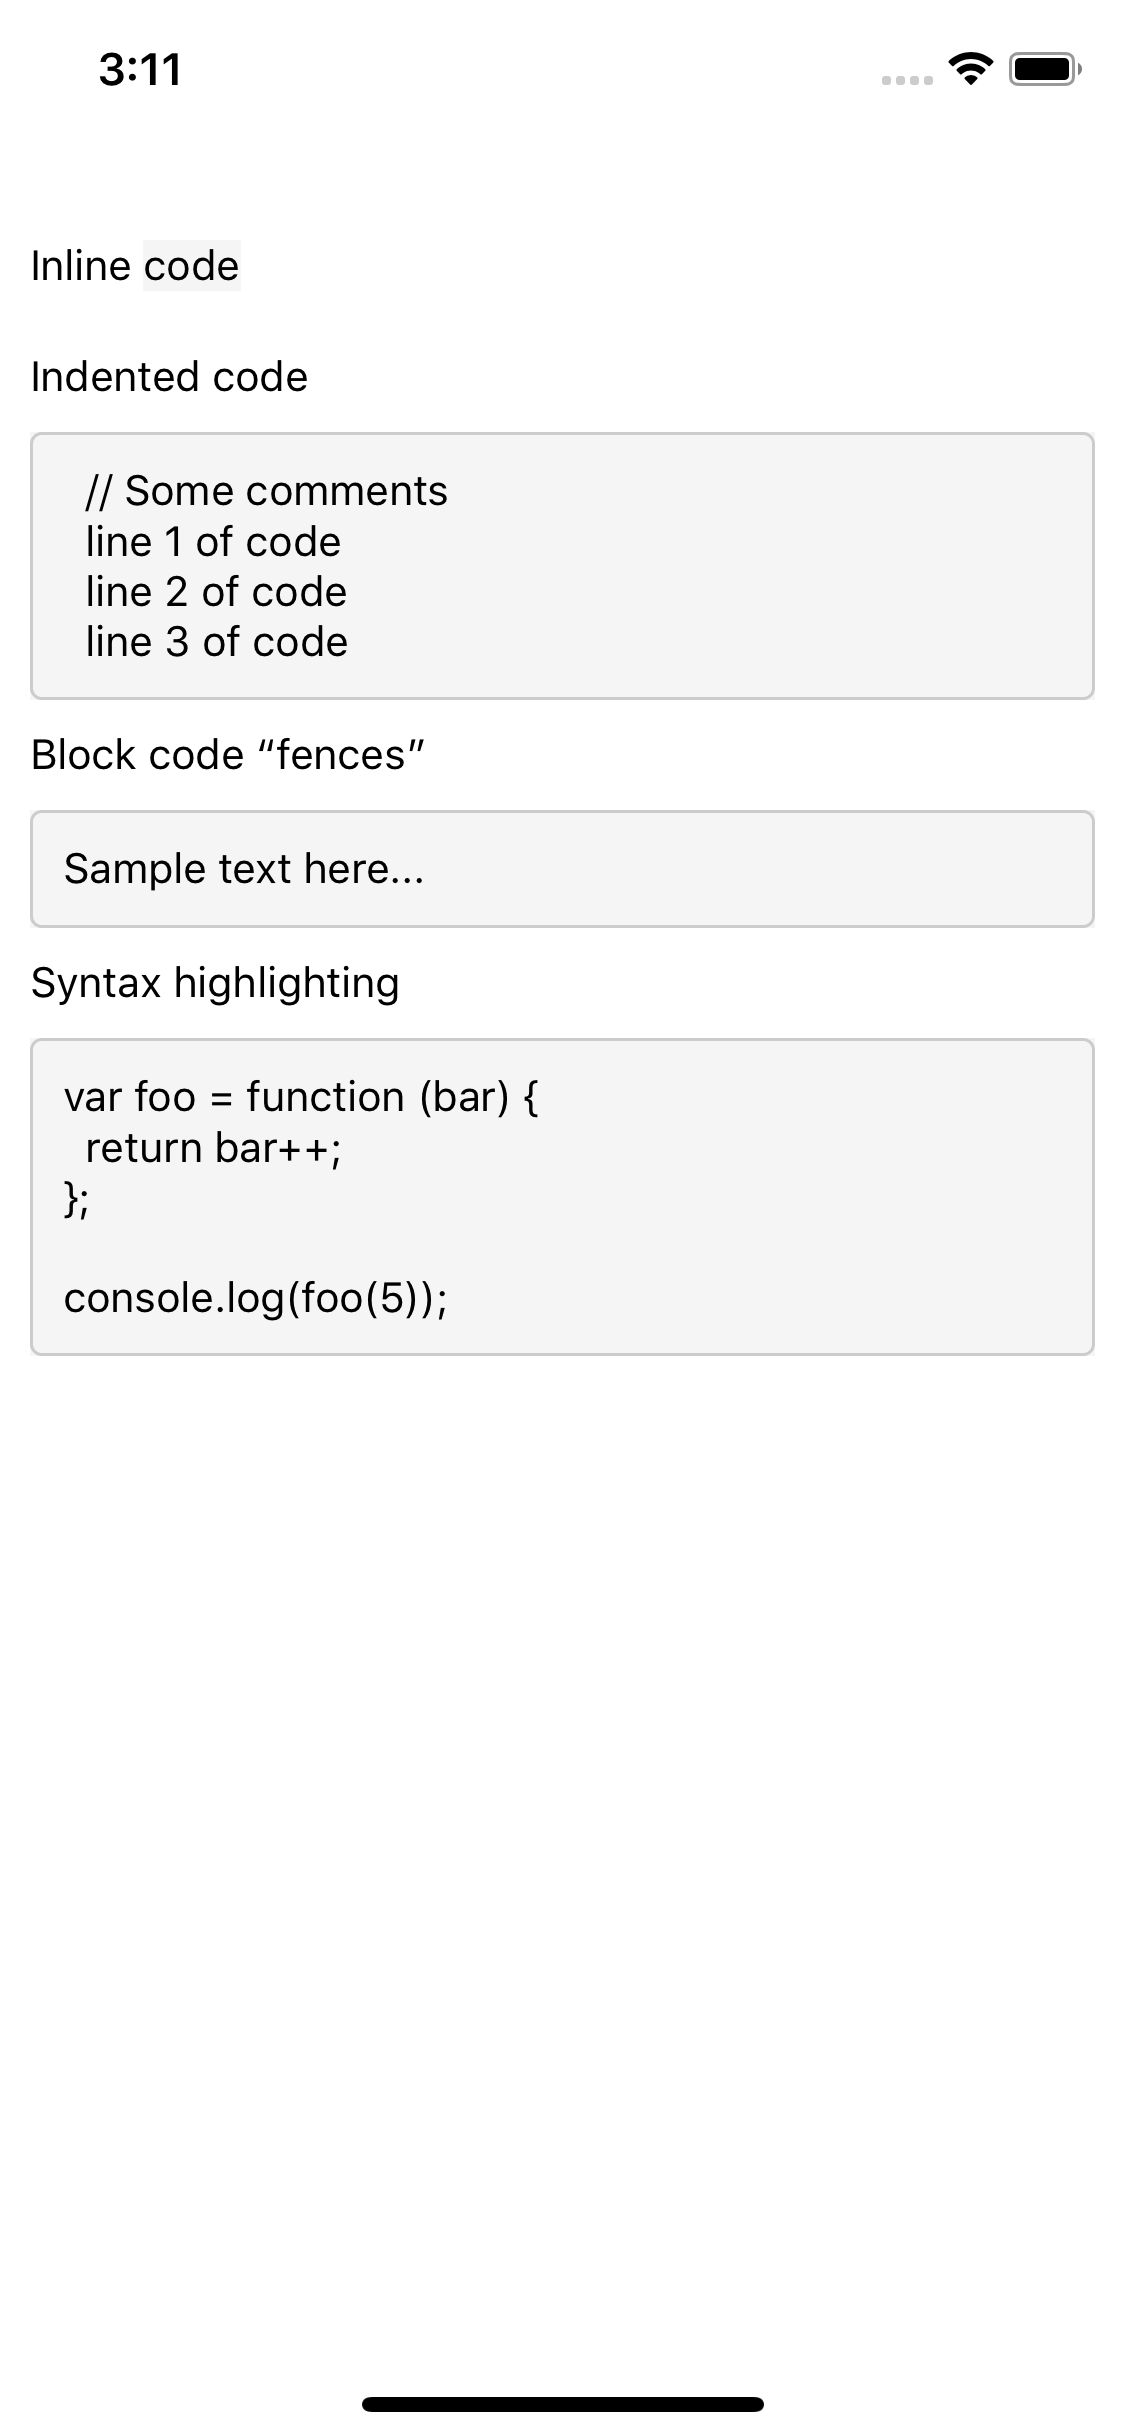 3:11
Inline code
Indented code
// Some comments
line 1 of code
line 2 of code
line 3 of code
Block code “fences”
Sample text here...
Syntax highlighting
var foo = function (bar) {
  return bar++;
};
console.log(foo(5));